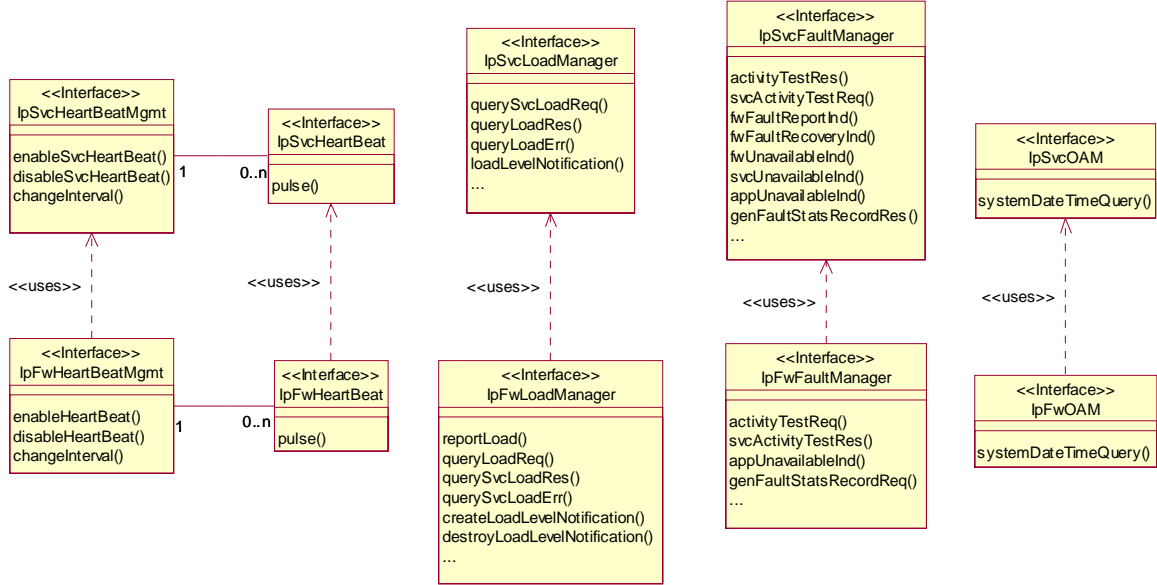 <<Interface>>
IpSvcHeartBeatMgmt
enableSvcHeartBeat()
disableSvcHeartBeat()
changeInterval()
1
0..n
<<Interface>>
IpSvcHeartBeat
pulse()
<<Interface>>
IpSvcLoadManager
querySvcLoadReq()
queryLoadRes()
queryLoadErr()
loadLevelNotification()
...
<<Interface>>
IpSvcFaultManager
activityTestRes()
svcActivityTestReq()
fwFaultReportInd()
fwFaultRecoveryInd()
fwUnavailableInd()
svcUnavailableInd()
appUnavailableInd()
genFaultStatsRecordRes()
...
<<Interface>>
IpSvcOAM
systemDateTimeQuery()
<<uses>>
<<uses>>
<<uses>>
<<uses>>
<<uses>>
<<Interface>>
IpFwHeartBeatMgmt
enableHeartBeat()
disableHeartBeat()
changeInterval()
1
0..n
<<Interface>>
IpFwHeartBeat
pulse()
<<Interface>>
IpFwLoadManager
reportLoad()
queryLoadReq()
querySvcLoadRes()
querySvcLoadErr()
createLoadLevelNotification()
destroyLoadLevelNotification()
...
<<Interface>>
IpFwFaultManager
activityTestReq()
svcActivityTestRes()
appUnavailableInd()
genFaultStatsRecordReq()
...
<<Interface>>
IpFwOAM
systemDateTimeQuery()